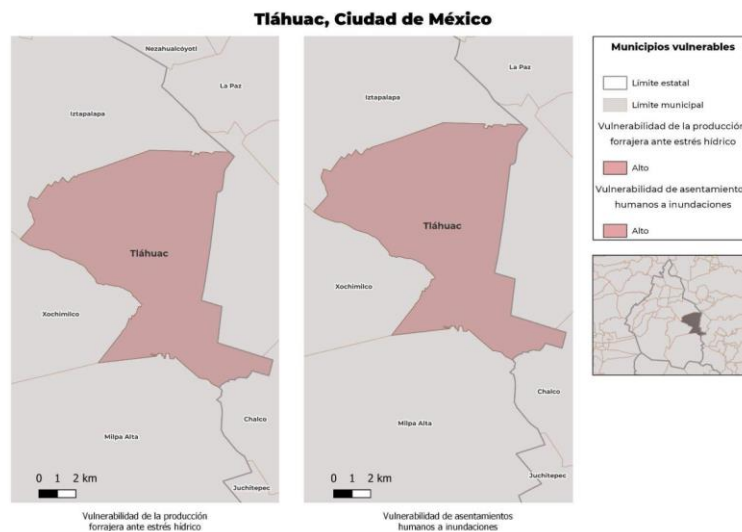 Tláhuac, Ciudad de México
Nezahualcóyotl
La Paz
Iztapalapa
Tláhuac
Xochimilco
Chalco
Milpa Alta
0 1 2 km
Juchitepec
Vulnerabilidad de la producción
forrajera ante estrés hídrico
La Paz
Iztapalapa
Tláhuac
Xochimilco
Chalco
Milpa Alta
0 1 2 km
Juchitepec
Vulnerabilidad de asentamientos
humanos a inundaciones
Municipios vulnerables
Límite estatal
Límite municipal
Vulnerabilidad de la producción
forrajera ante estrés hídrico
Alto
Vulnerabilidad de asentamiento
humanos a inundaciones
Alto